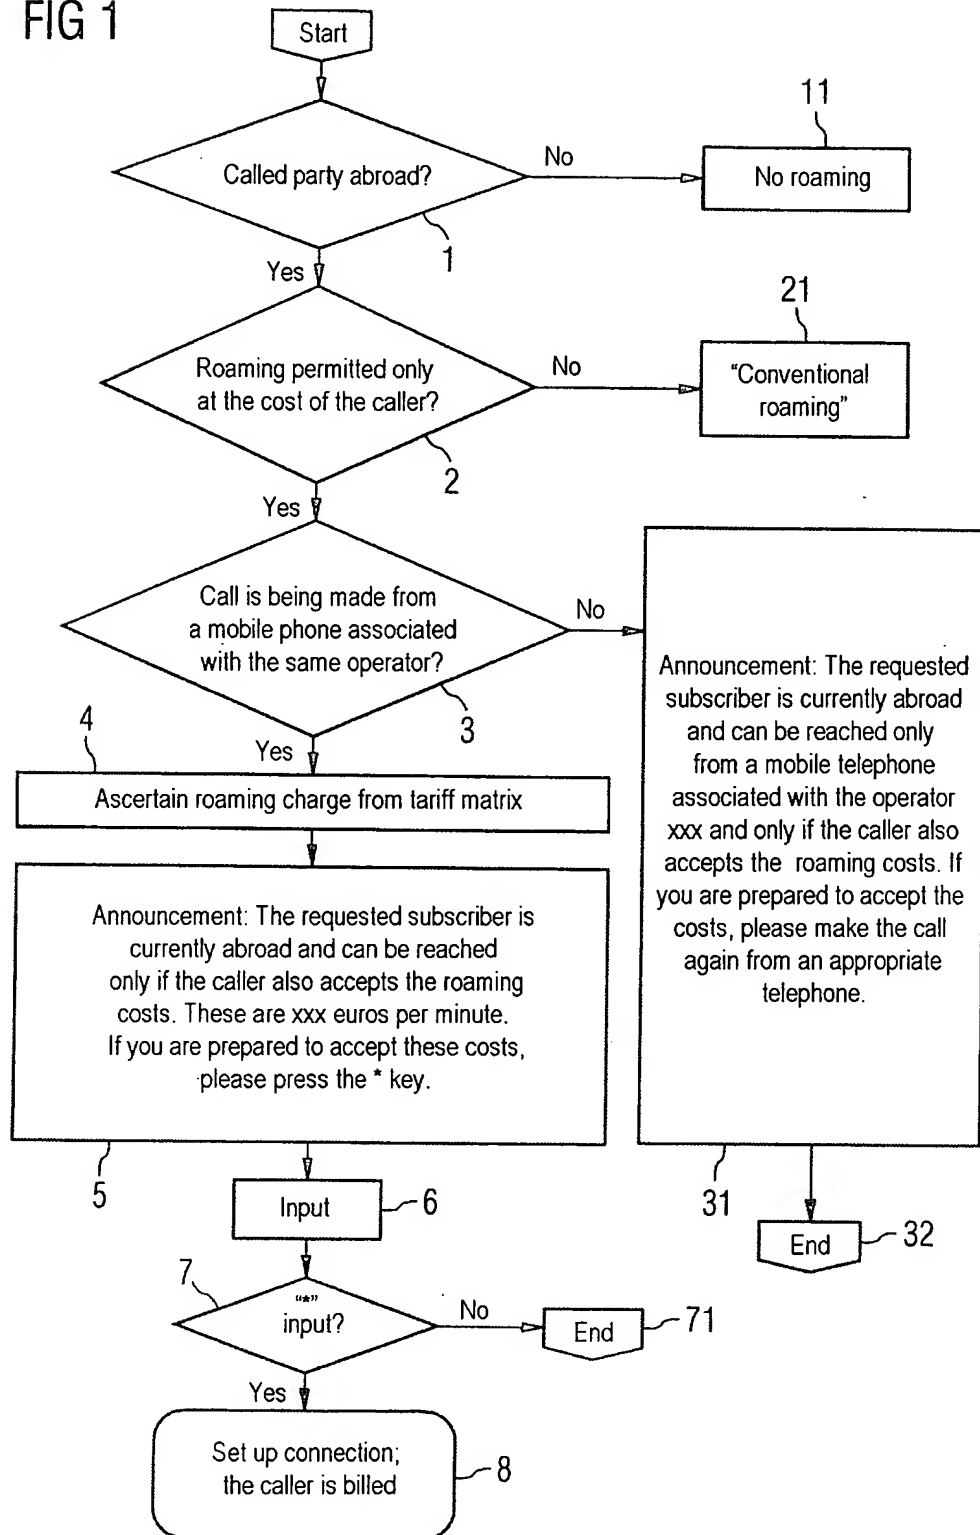 FIG 1
Start
11
Called party abroad?
No
No roaming
1
Yes
21
Roaming permitted only
at the cost of the caller?
No
“Conventional
roaming”
2
Yes
Call is being made from
a mobile phone associated
with the same operator?
No
3
Yes
4
Ascertain roaming charge from tariff matrix
Announcement: The requested subscriber is
currently abroad and can be reached
only if the caller also accepts the roaming
costs. These are xxx euros per minute.
If you are prepared to accept these costs,
please press the * key.
5
Announcement: The requested
subscriber is currently abroad
and can be reached only
from a mobile telephone
associated with the operator
xxx and only if the caller also
accepts the roaming costs. If
you are prepared to accept the
costs, please make the call
again from an appropriate
telephone.
31
End
32
Input
6
7
“*”
input?
No
End
71
Yes
Set up connection;
the caller is billed
8